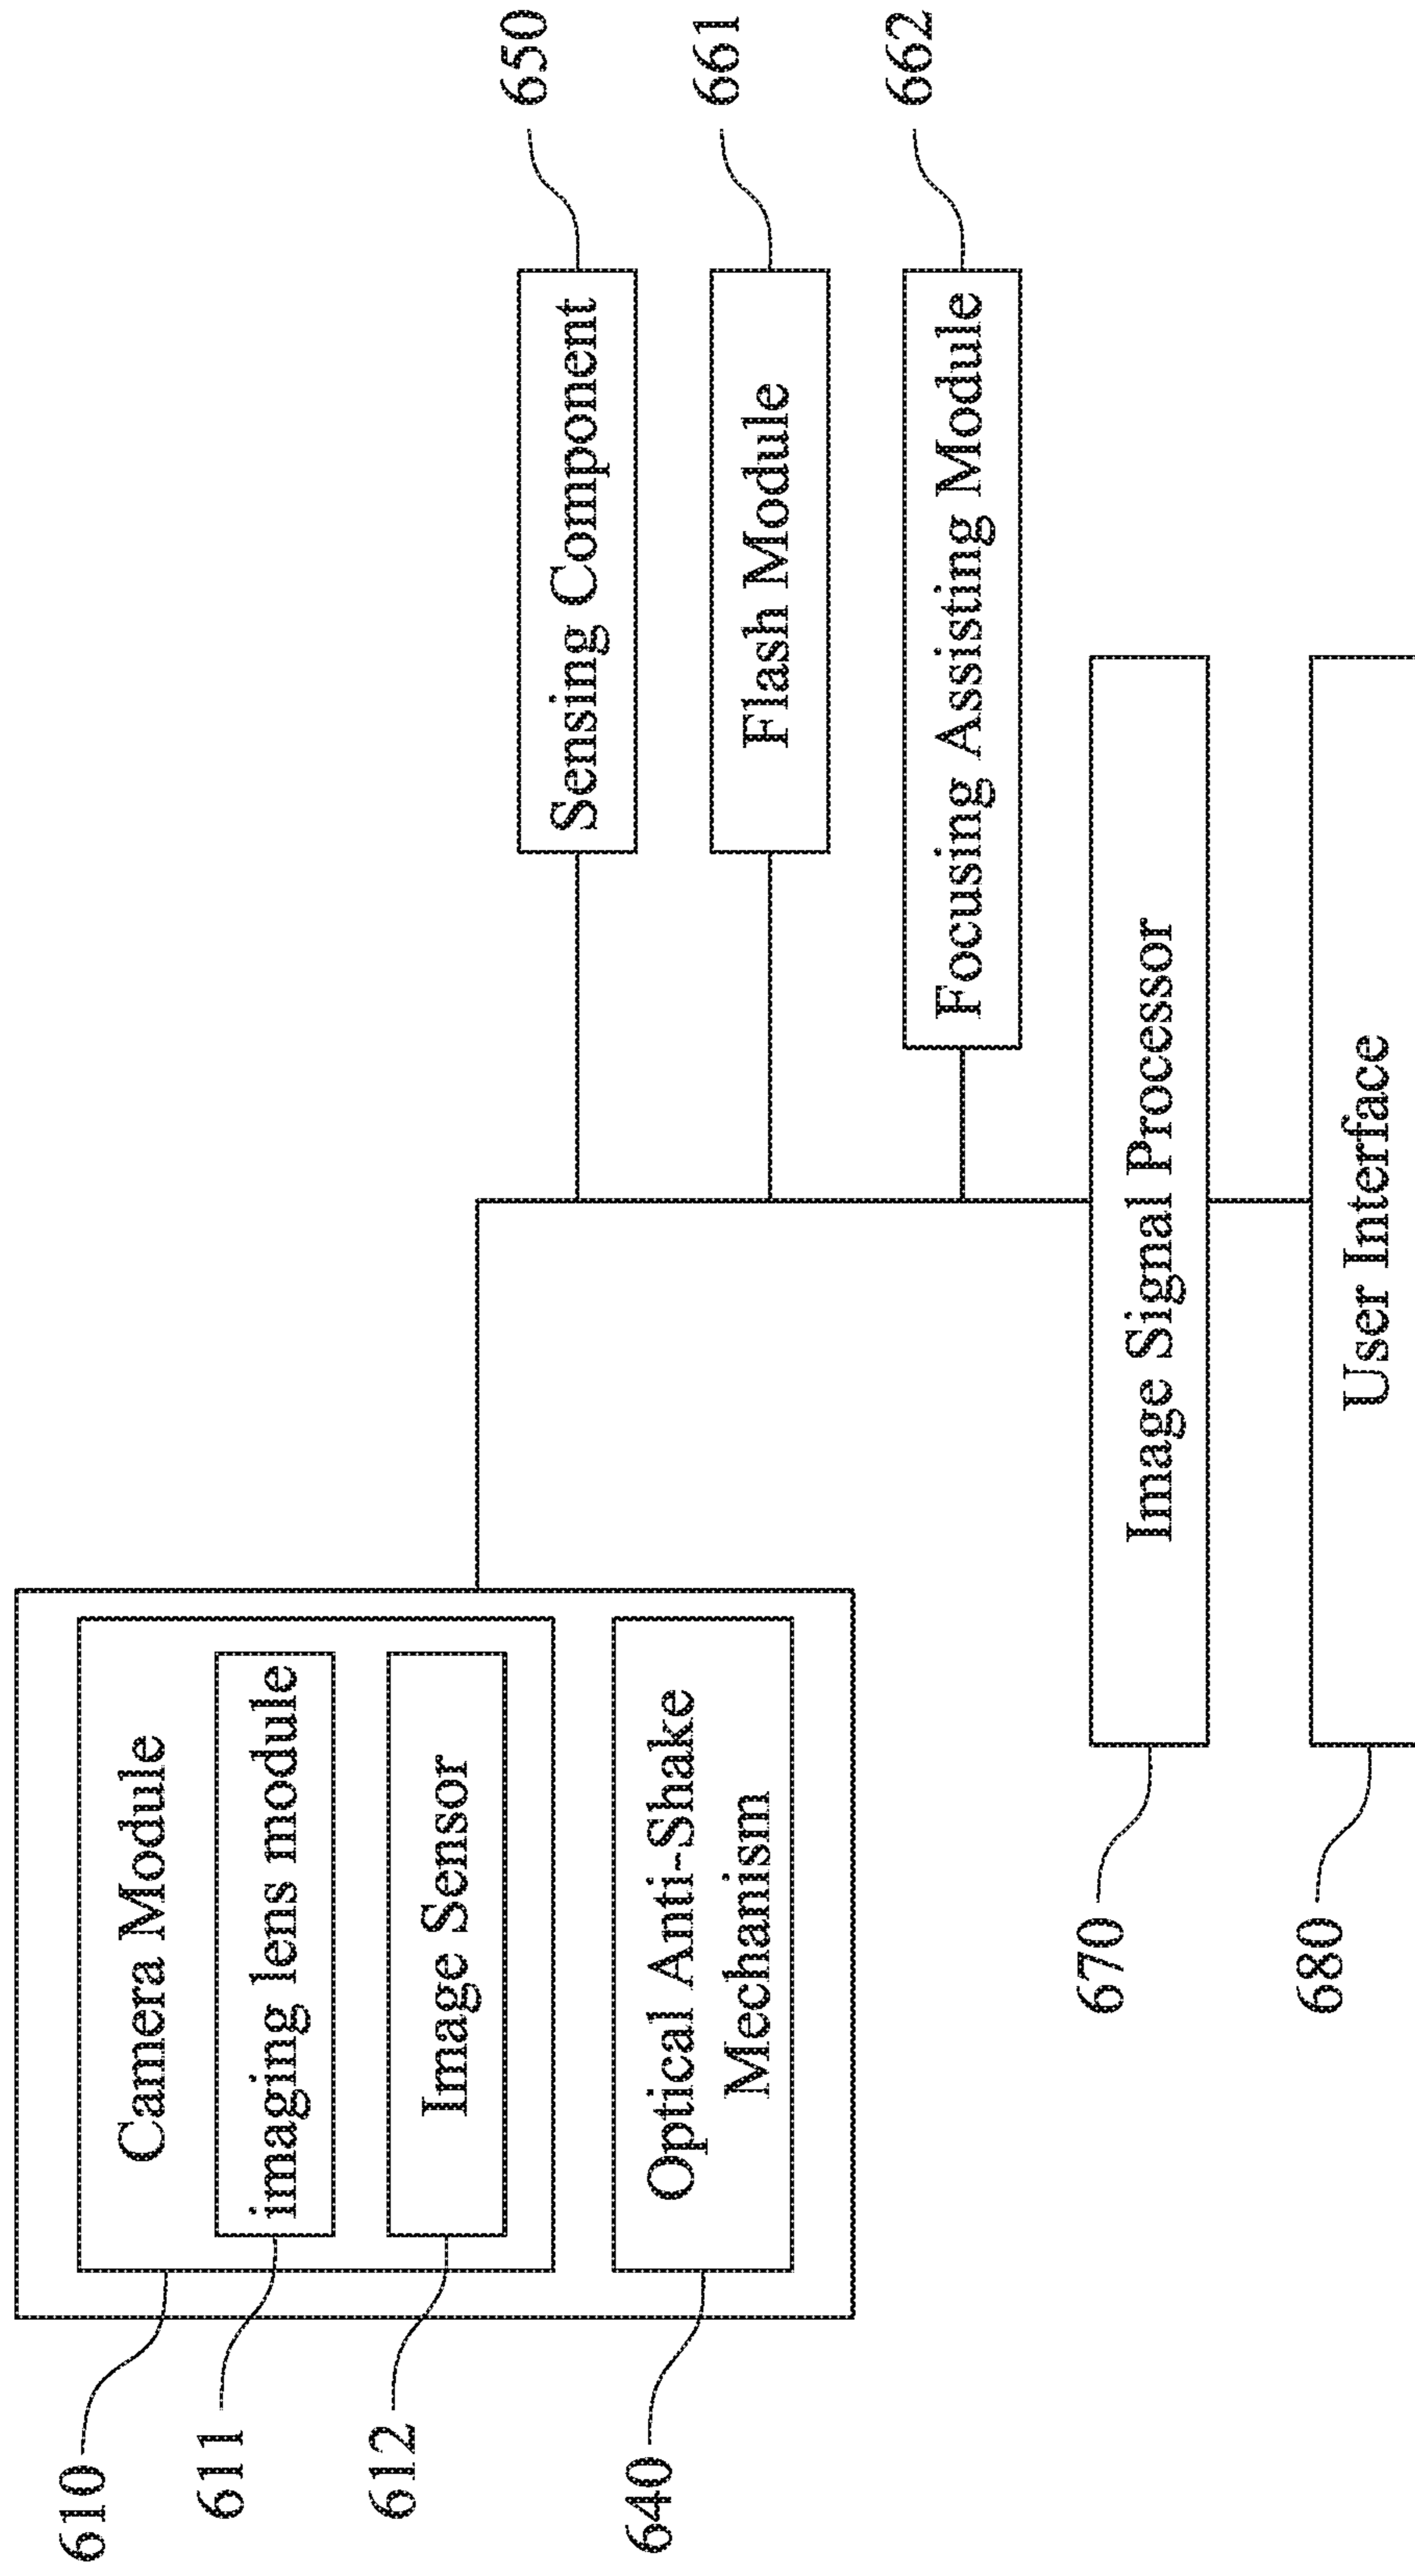 610
Camera Module
611
imaging lens module
612
Image Sensor
640
Optical Anti-Shake
Mechanism
Sensing Component
650
Flash Module
661
Focusing Assisting Module
662
670
Image Signal Processor
680
User Interface